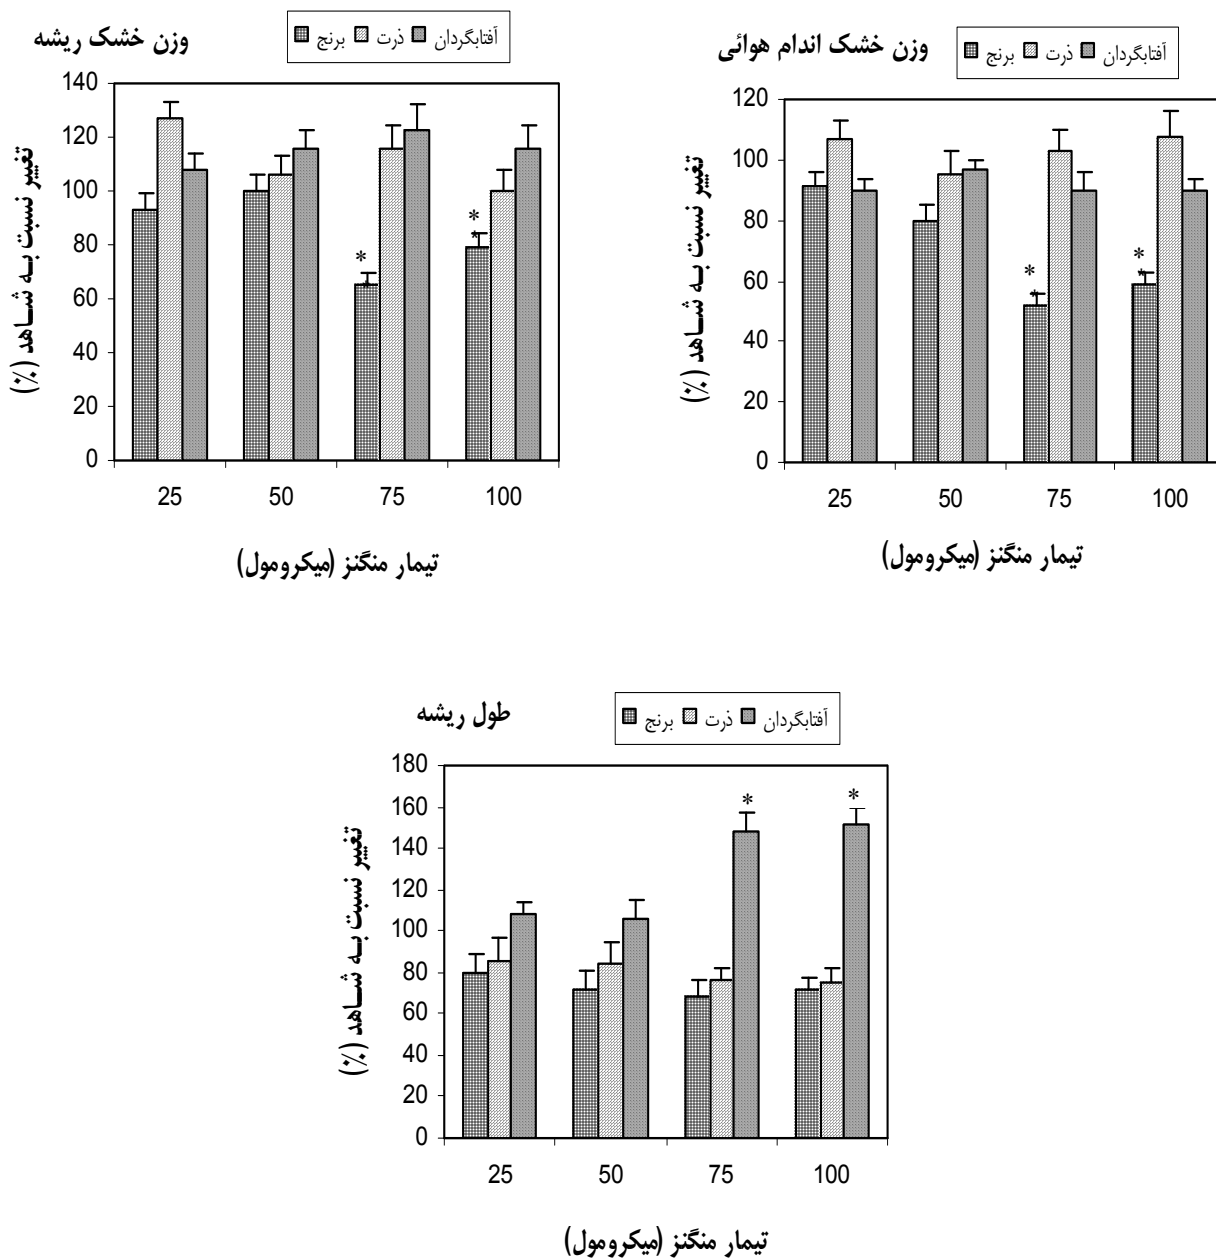 وزن خشک ریشه
برنج ذرت آفتابگردان
تغییر نسبت به شاهد (%)
140
120
100
80
60
40
20
0
* *
* *
25 50 75 100
تیمار منگنز (میکرومول)
وزن خشک اندام هوائی
برنج ذرت آفتابگردان
تغییر نسبت به شاهد (%)
120
100
80
60
40
20
0
* *
* *
25 50 75 100
تیمار منگنز (میکرومول)
طول ریشه
برنج ذرت آفتابگردان
تغییر نسبت به شاهد (%)
180
160
140
120
100
80
60
40
20
0
* *
25 50 75 100
تیمار منگنز (میکرومول)